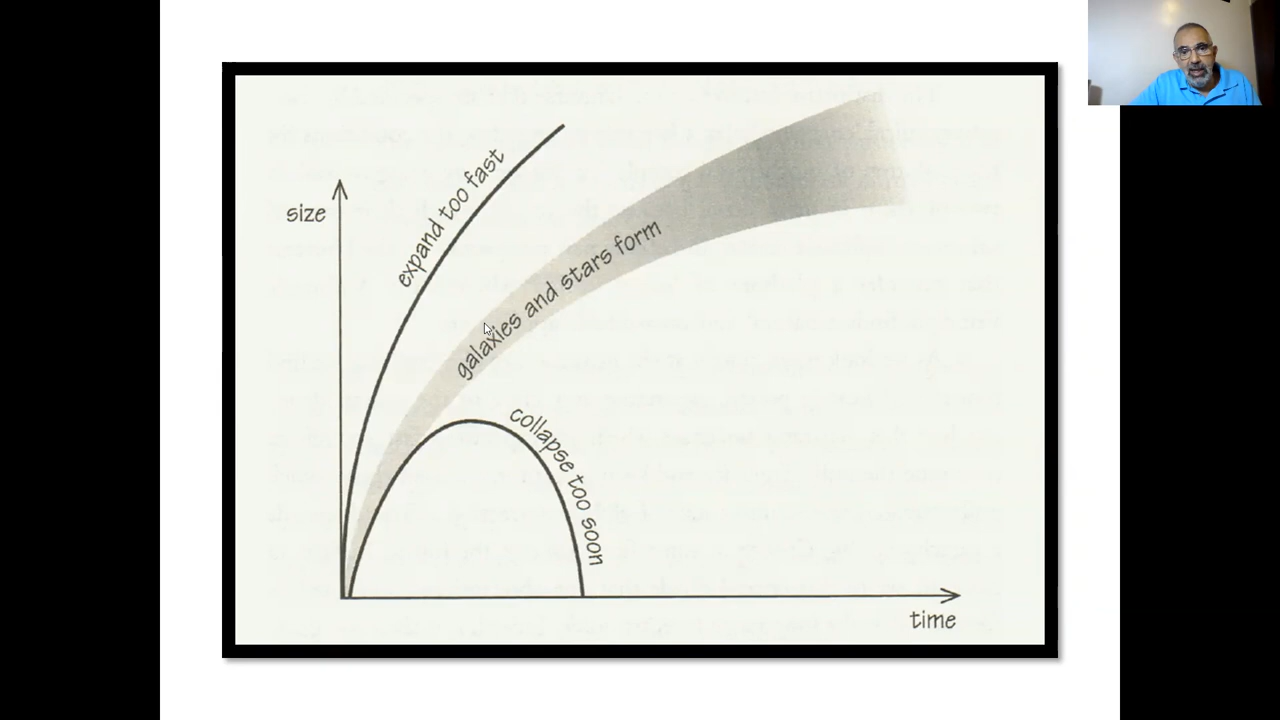 expand too fast
size
galaxies and stars form
collapse too soon
time